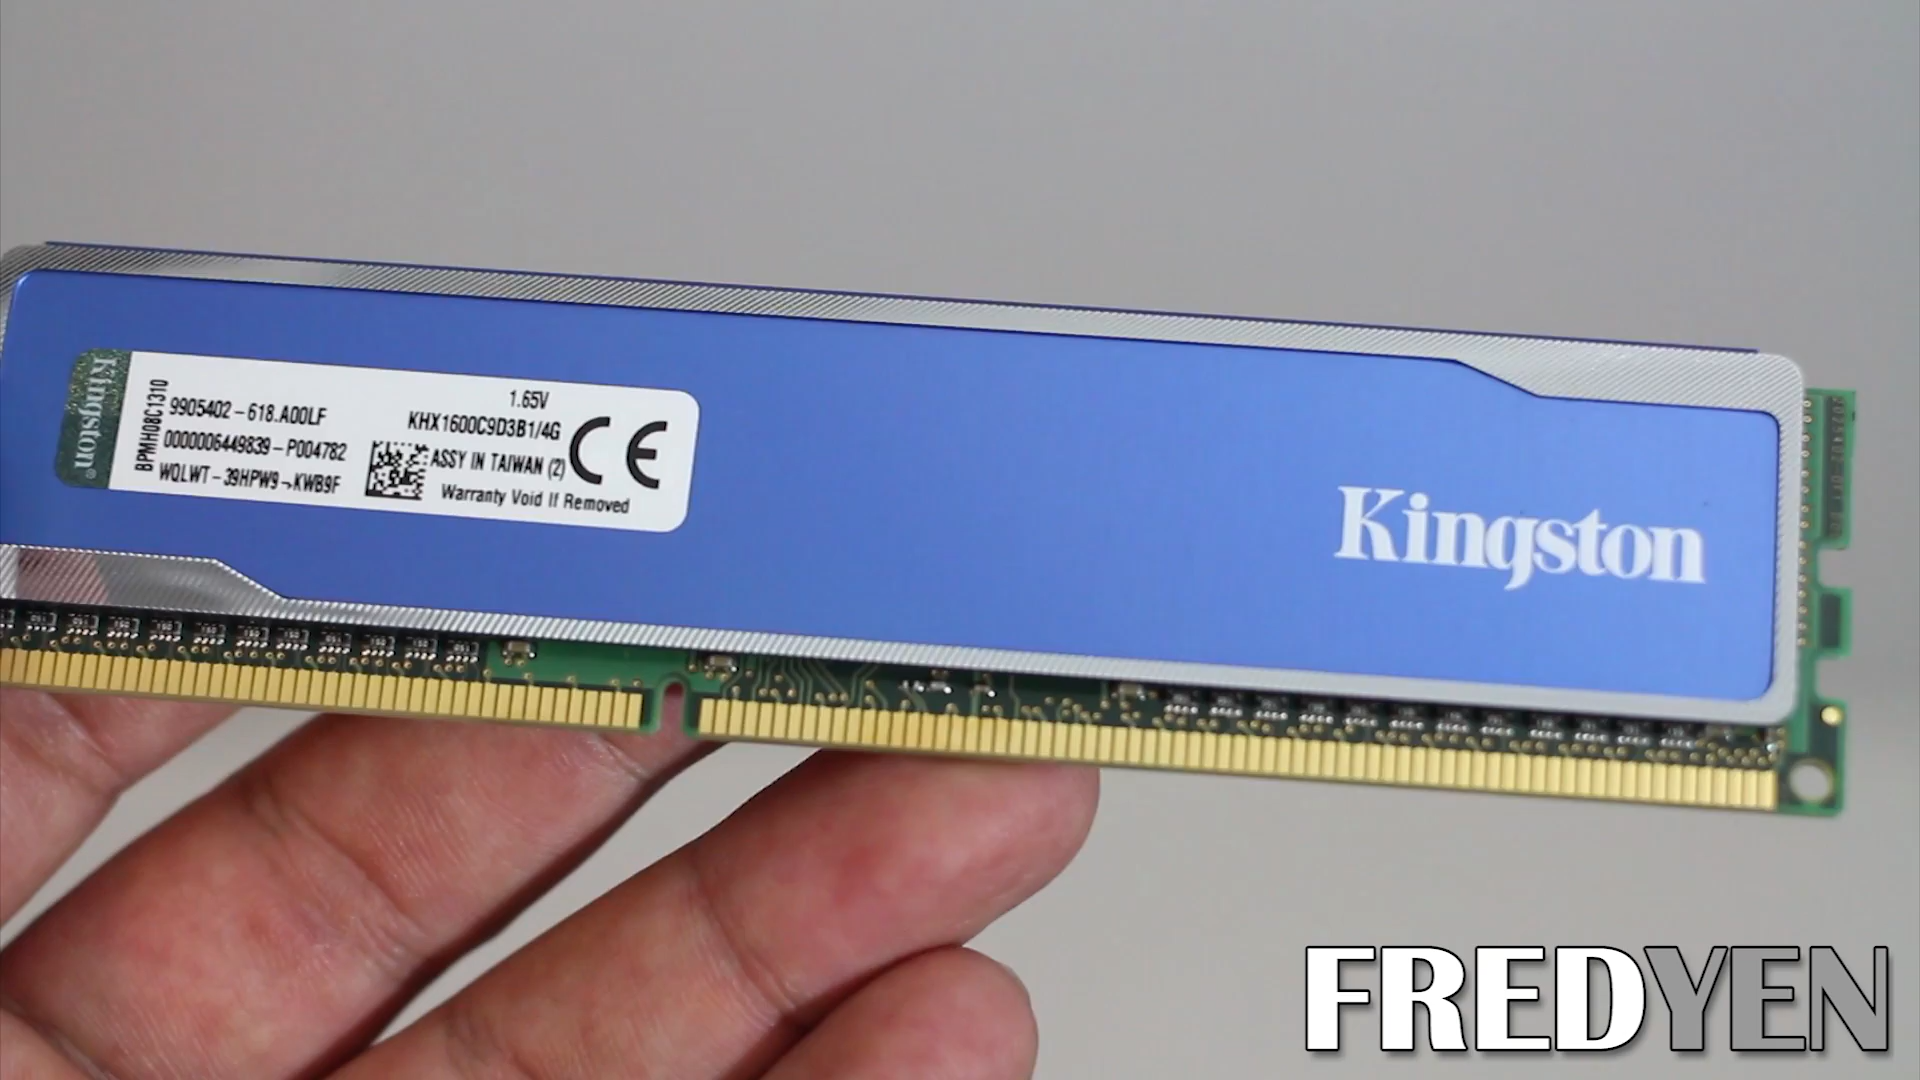 Kingston
BPMH08C1310
9905402-618.A00LF
0000006449839-P004782
WQLWT-39HPW9-KWB9F
1.65V
KHX1600C9D3B1/4G
ASSY IN TAIWAN (2)
Warranty Void If Removed
CE
Kingston
FREDYEN